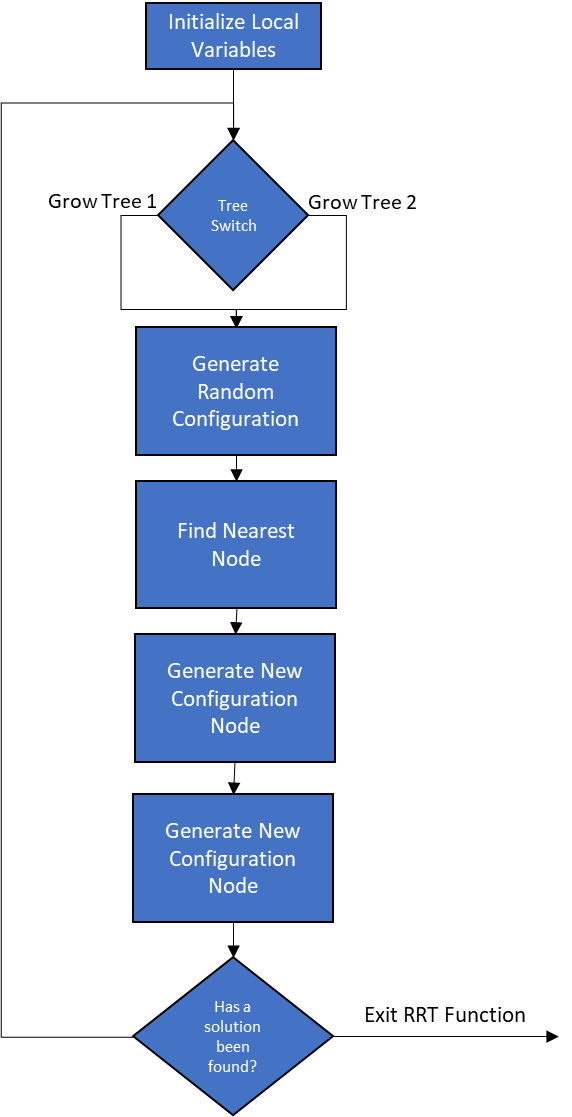 Initialize Local
Variables
Grow Tree 1
Tree
Switch
Grow Tree 2
Generate
Random
Configuration
Find Nearest
Node
Generate New
Configuration
Node
Generate New
Configuration
Node
Has a
solution
been
found?
Exit RRT Function